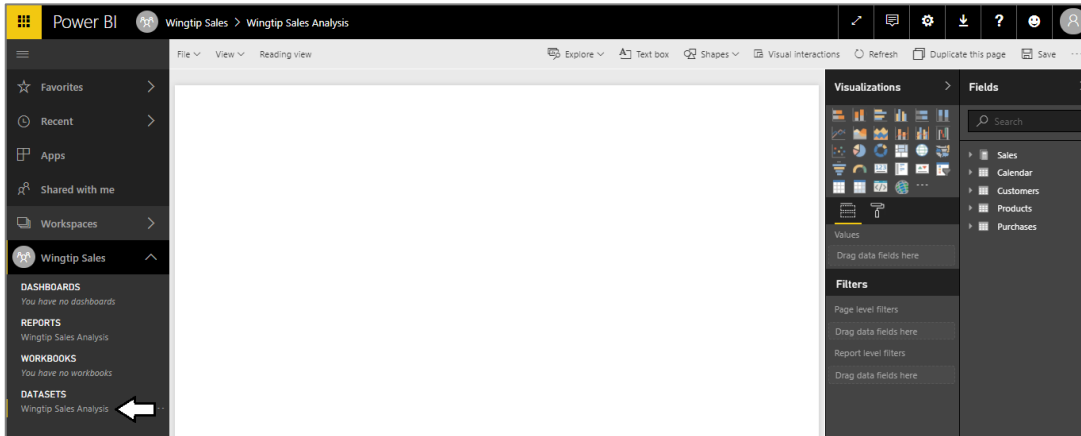 Power BI Wingtip Sales > Wingtip Sales Analysis ?
File View Reading view Explore Text box Shapes Visual interactions Refresh Duplicate this page Save ...
Favorites
Recent
Apps
Shared with me
Workspaces
Wingtip Sales
DASHBOARDS
You have no dashboards
REPORTS
Wingtip Sales Analysis
WORKBOOKS
You have no workbooks
DATASETS
Wingtip Sales Analysis
Visualizations
Values
Drag data fields here
Filters
Page level filters
Drag data fields here
Report level filters
Drag data fields here
Fields
Search
Sales
Calendar
Customers
Products
Purchases